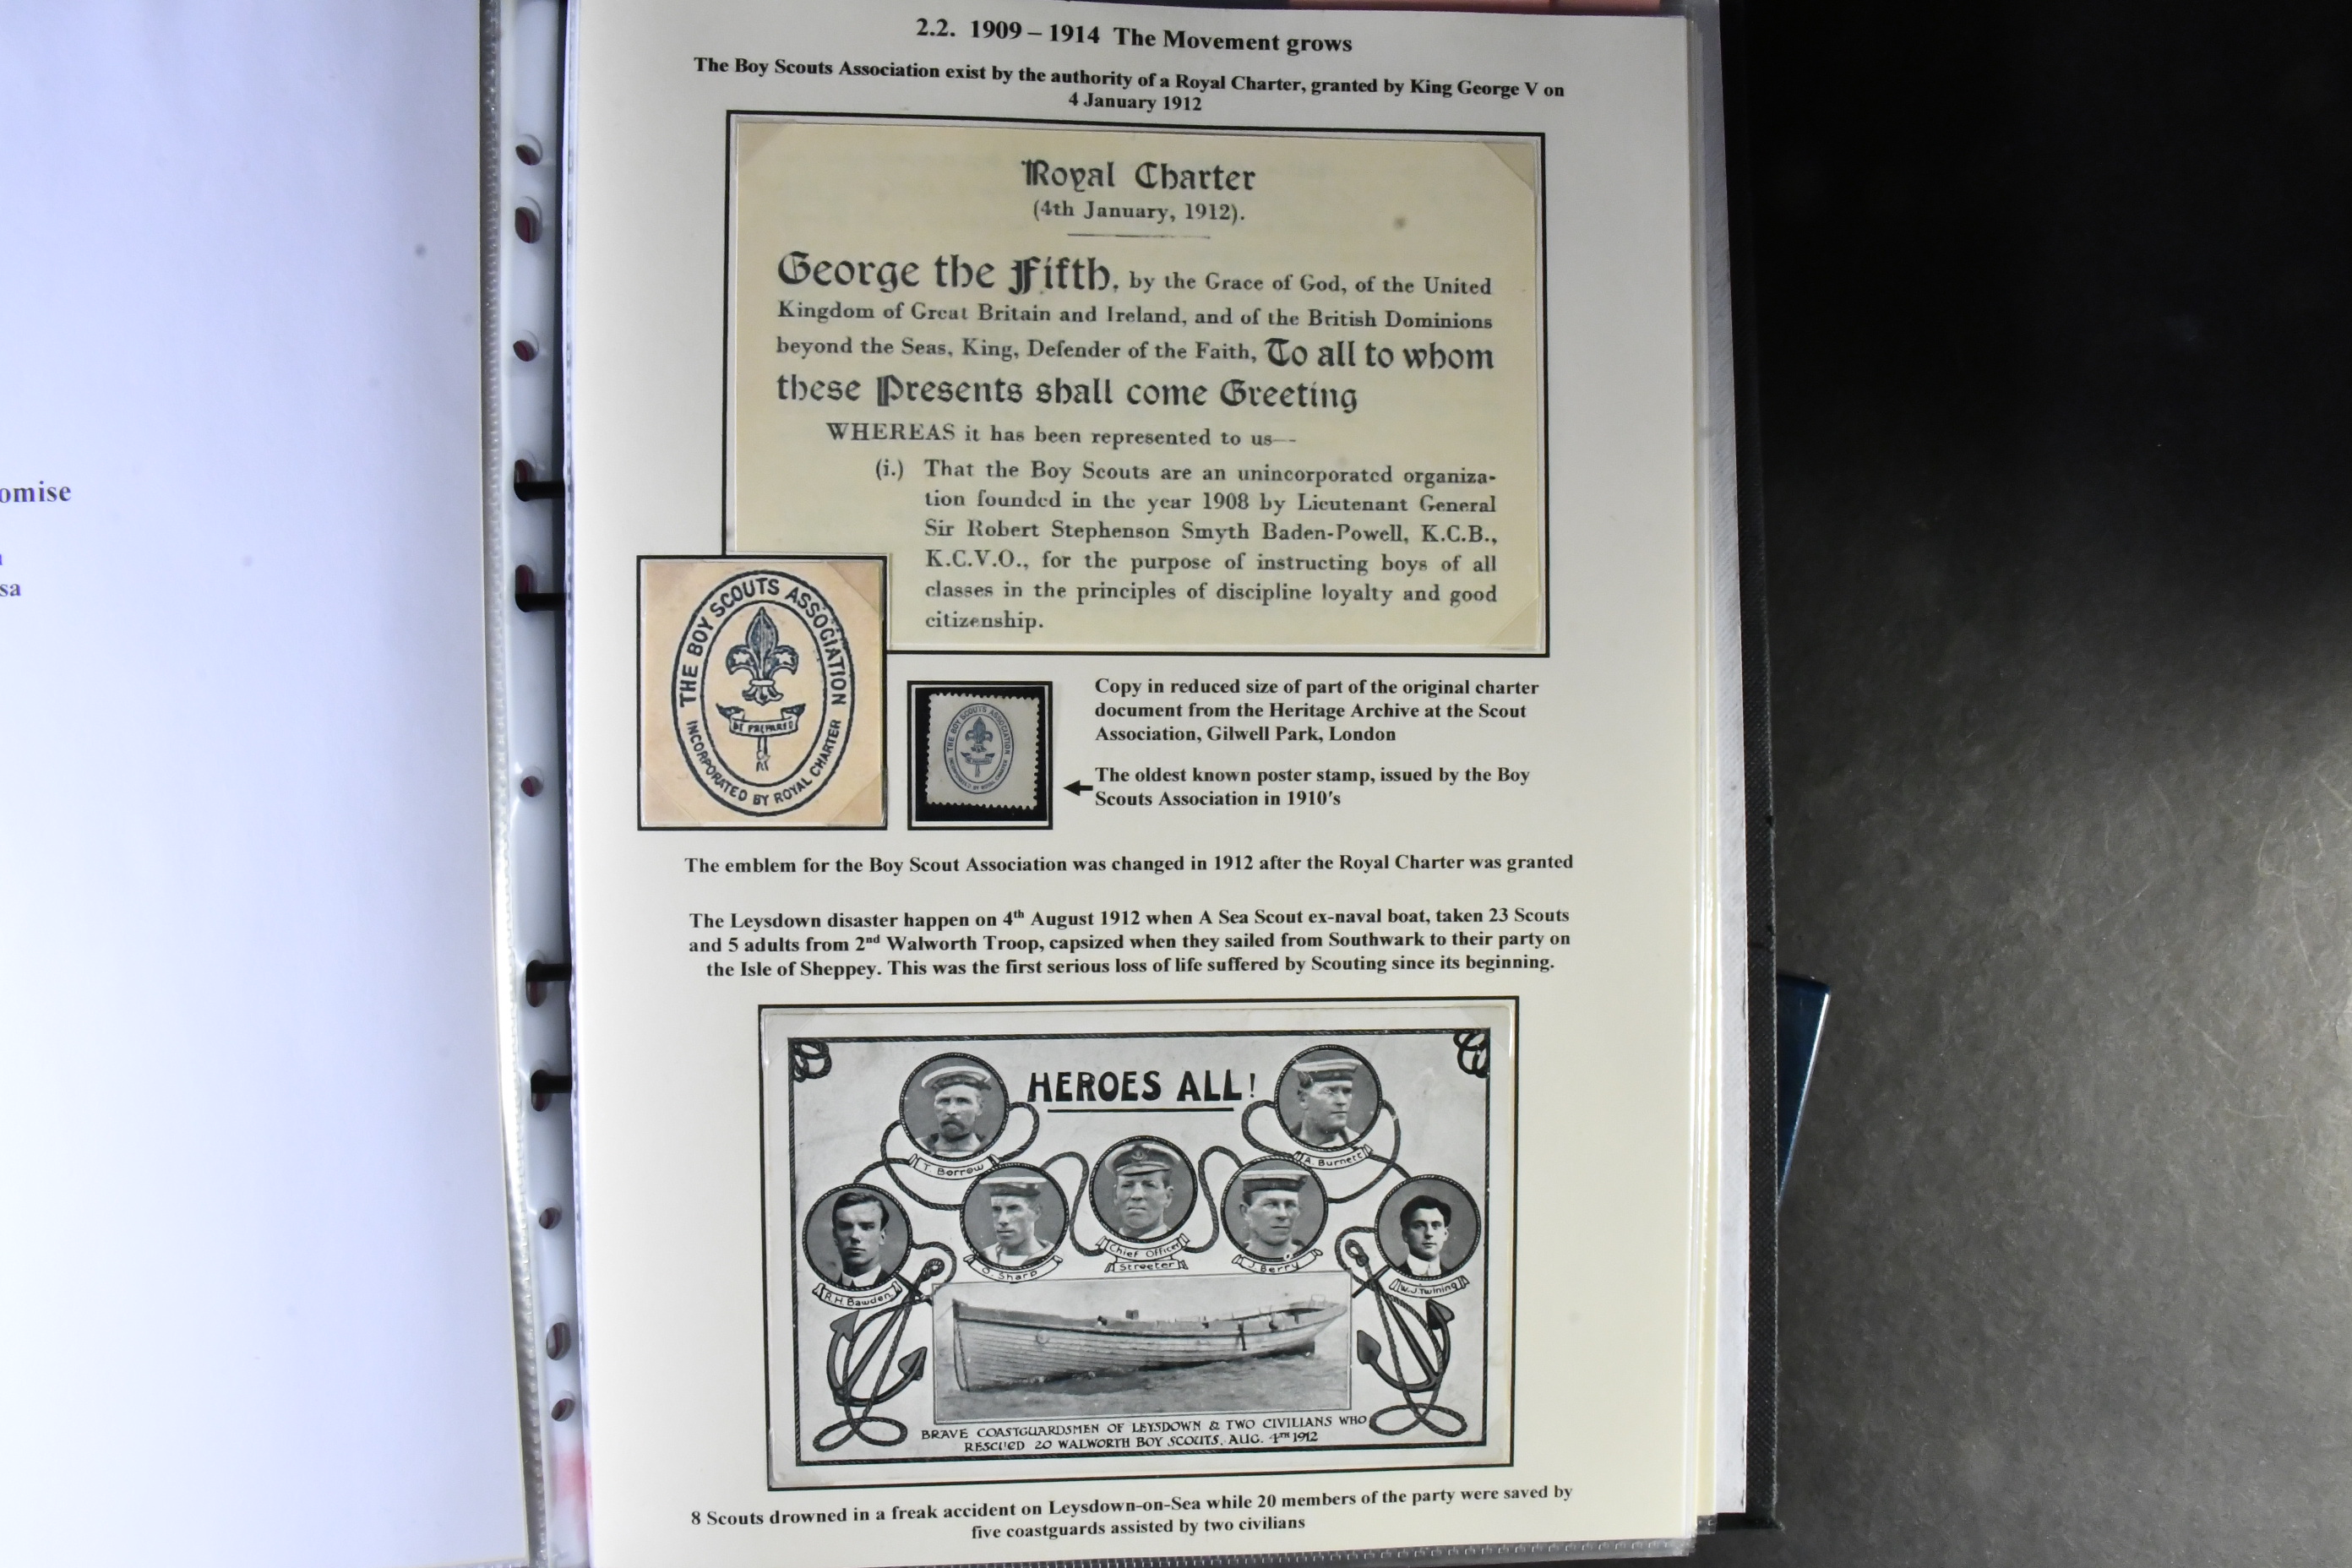 omise
sa
2.2. 1909 – 1914 The Movement grows
The Boy Scouts Association exist by the authority of a Royal Charter, granted by King George V on
4 January 1912
Royal Charter
(4th January, 1912).
George the Fifth, by the Grace of God, of the United
Kingdom of Great Britain and Ireland, and of the British Dominions
beyond the Seas, King, Defender of the Faith, To all to whom
these Presents shall come Greeting
WHEREAS it has been represented to us—
(i.) That the Boy Scouts are an unincorporated organiza-
tion founded in the year 1908 by Lieutenant General
Sir Robert Stephenson Smyth Baden-Powell, K.C.B.,
K.C.V.O., for the purpose of instructing boys of all
classes in the principles of discipline loyalty and good
citizenship.
THE BOY SCOUTS ASSOCIATION
BE PREPARED
INCORPORATED BY ROYAL CHARTER
THE BOY SCOUTS ASSOCIATION
INCORPORATED BY ROYAL CHARTER
Copy in reduced size of part of the original charter
document from the Heritage Archive at the Scout
Association, Gilwell Park, London
The oldest known poster stamp, issued by the Boy
Scouts Association in 1910's
The emblem for the Boy Scout Association was changed in 1912 after the Royal Charter was granted
The Leysdown disaster happen on 4th August 1912 when A Sea Scout ex-naval boat, taken 23 Scouts
and 5 adults from 2nd Walworth Troop, capsized when they sailed from Southwark to their party on
the Isle of Sheppey. This was the first serious loss of life suffered by Scouting since its beginning.
HEROES ALL!
T. Borrow
A. Burnett
R.H. Bawden
Sharp
Chief Officer
Streeter
J. Berry
W.J. Twining
BRAVE COASTGUARDSMEN OF LEYSDOWN & TWO CIVILIANS WHO
RESCUED 20 WALWORTH BOY SCOUTS, AUG. 4TH 1912
8 Scouts drowned in a freak accident on Leysdown-on-Sea while 20 members of the party were saved by
five coastguards assisted by two civilians